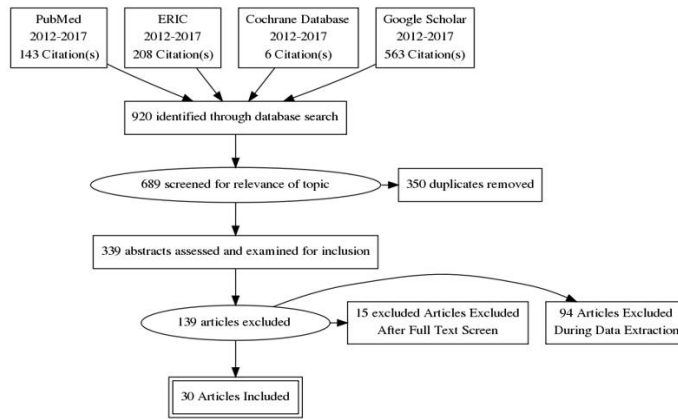 PubMed
2012-2017
143 Citation(s)
ERIC
2012-2017
208 Citation(s)
Cochrane Database
2012-2017
6 Citation(s)
Google Scholar
2012-2017
563 Citation(s)
920 identified through database search
689 screened for relevance of topic
350 duplicates removed
339 abstracts assessed and examined for inclusion
139 articles excluded
15 excluded Articles Excluded
After Full Text Screen
94 Articles Excluded
During Data Extraction
30 Articles Included